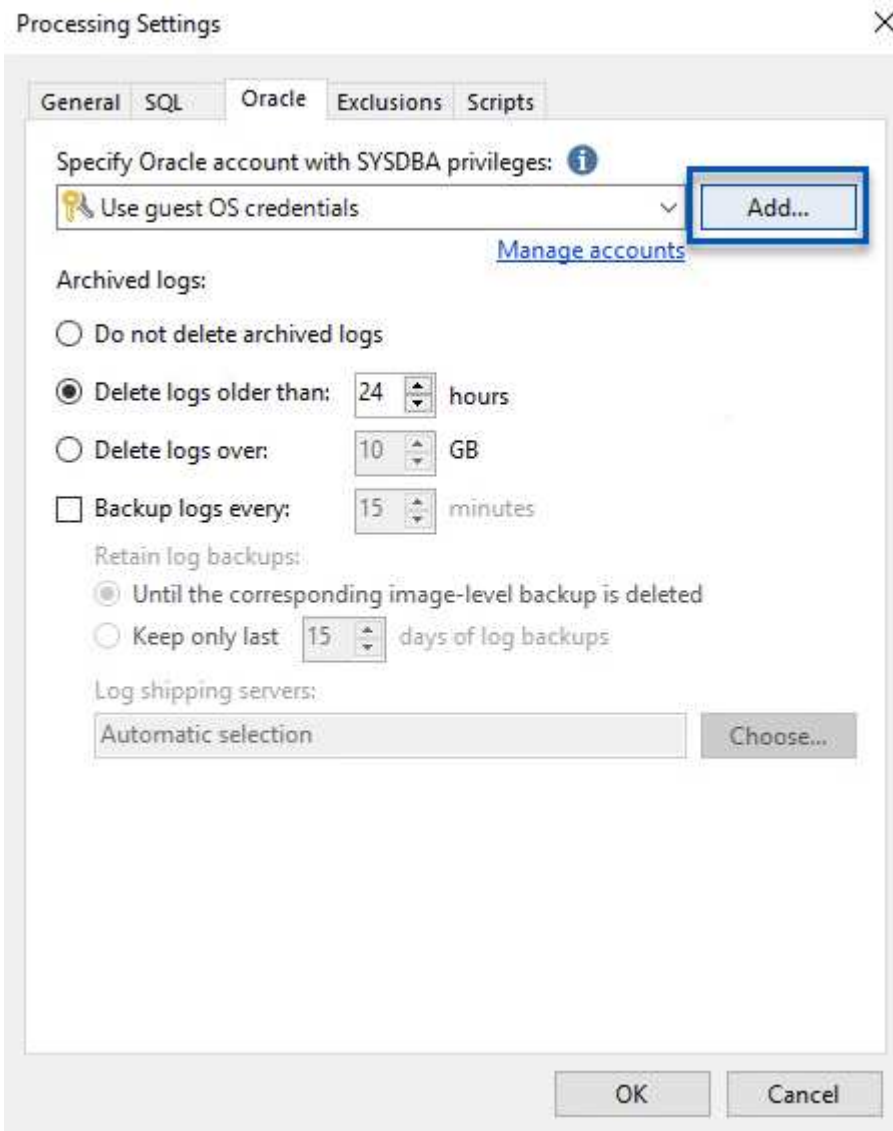 Processing Settings
General SQL Oracle Exclusions Scripts
Specify Oracle account with SYSDBA privileges:
Use guest OS credentials Add...
Manage accounts
Archived logs:
Do not delete archived logs
Delete logs older than: 24 hours
Delete logs over: 10 GB
Backup logs every: 15 minutes
Retain log backups:
Until the corresponding image-level backup is deleted
Keep only last 15 days of log backups
Log shipping servers:
Automatic selection Choose...
OK Cancel